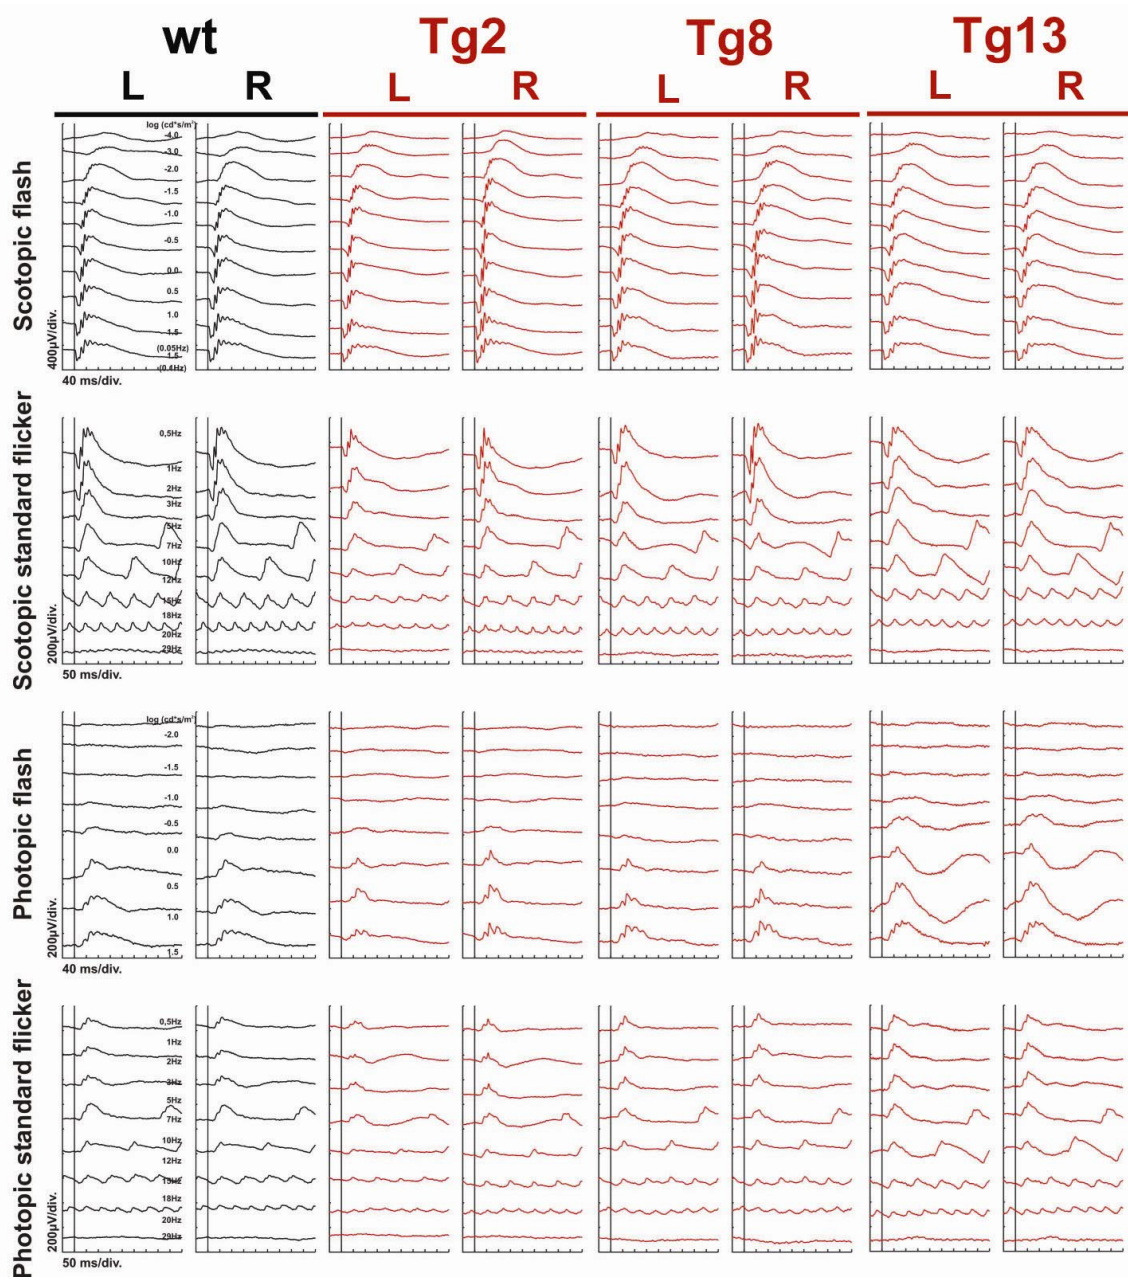 wt Tg2 Tg8 Tg13
L R L R L R L R
Scotopic flash
400µV/div.
log (cd*s/m²)
-4.0
-3.0
-2.0
-1.5
-1.0
-0.5
0.0
0.5
1.0
1.5
(0.05Hz)
1.5
(0.4Hz)
40 ms/div.
Scotopic standard flicker
200µV/div.
0,5Hz
1Hz
2Hz
3Hz
5Hz
7Hz
10Hz
12Hz
15Hz
18Hz
20Hz
29Hz
50 ms/div.
Photopic flash
200µV/div.
log (cd*s/m²)
-2.0
-1.5
-1.0
-0.5
0.0
0.5
1.0
1.5
40 ms/div.
Photopic standard flicker
200µV/div.
0,5Hz
1Hz
2Hz
3Hz
5Hz
7Hz
10Hz
12Hz
15Hz
18Hz
20Hz
29Hz
50 ms/div.